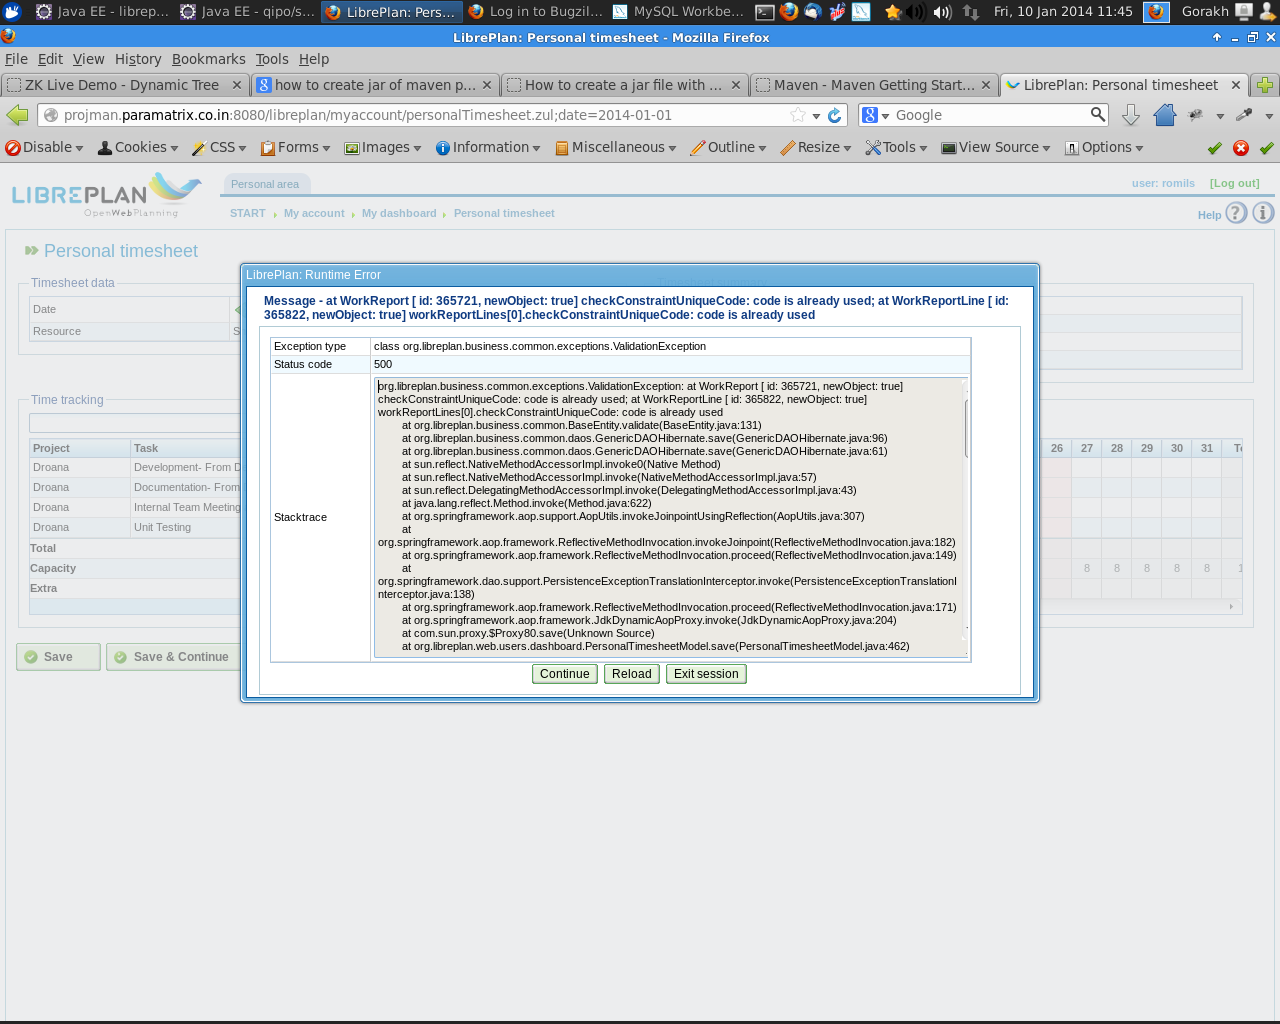 Java EE - librep...
Java EE - qipo/s...
LibrePlan: Pers...
Log in to Bugzil...
MySQL Workbe...
Fri, 10 Jan 2014 11:45
Gorakh
LibrePlan: Personal timesheet - Mozilla Firefox
File Edit View History Bookmarks Tools Help
ZK Live Demo - Dynamic Tree
how to create jar of maven p...
How to create a jar file with ...
Maven - Maven Getting Start...
LibrePlan: Personal timesheet
projman.paramatrix.co.in:8080/libreplan/myaccount/personalTimesheet.zul;date=2014-01-01
Google
Disable Cookies CSS Forms Images Information Miscellaneous Outline Resize Tools View Source Options
LIBREPLAN
OpenWebPlanning
Personal area
user: romils
[Log out]
START My account My dashboard Personal timesheet
Help
Personal timesheet
Timesheet data
Date
Resource
LibrePlan: Runtime Error
Message - at WorkReport [ id: 365721, newObject: true] checkConstraintUniqueCode: code is already used; at WorkReportLine [ id:
365822, newObject: true] workReportLines[0].checkConstraintUniqueCode: code is already used
Exception type class org.libreplan.business.common.exceptions.ValidationException
Status code 500
Stacktrace
org.libreplan.business.common.exceptions.ValidationException: at WorkReport [ id: 365721, newObject: true]
checkConstraintUniqueCode: code is already used; at WorkReportLine [ id: 365822, newObject: true]
workReportLines[0].checkConstraintUniqueCode: code is already used
at org.libreplan.business.common.BaseEntity.validate(BaseEntity.java:131)
at org.libreplan.business.common.daos.GenericDAOHibernate.save(GenericDAOHibernate.java:96)
at org.libreplan.business.common.daos.GenericDAOHibernate.save(GenericDAOHibernate.java:61)
at sun.reflect.NativeMethodAccessorImpl.invoke0(Native Method)
at sun.reflect.NativeMethodAccessorImpl.invoke(NativeMethodAccessorImpl.java:57)
at sun.reflect.DelegatingMethodAccessorImpl.invoke(DelegatingMethodAccessorImpl.java:43)
at java.lang.reflect.Method.invoke(Method.java:622)
at org.springframework.aop.support.AopUtils.invokeJoinpointUsingReflection(AopUtils.java:307)
at
org.springframework.aop.framework.ReflectiveMethodInvocation.invokeJoinpoint(ReflectiveMethodInvocation.java:182)
at org.springframework.aop.framework.ReflectiveMethodInvocation.proceed(ReflectiveMethodInvocation.java:149)
at
org.springframework.dao.support.PersistenceExceptionTranslationInterceptor.invoke(PersistenceExceptionTranslationI
nterceptor.java:138)
at org.springframework.aop.framework.ReflectiveMethodInvocation.proceed(ReflectiveMethodInvocation.java:171)
at org.springframework.aop.framework.JdkDynamicAopProxy.invoke(JdkDynamicAopProxy.java:204)
at com.sun.proxy.$Proxy80.save(Unknown Source)
at org.libreplan.web.users.dashboard.PersonalTimesheetModel.save(PersonalTimesheetModel.java:462)
Continue Reload Exit session
Time tracking
Project Task 26 27 28 29 30 31
Droana Development- From D
Droana Documentation- From
Droana Internal Team Meeting
Droana Unit Testing
Total
Capacity 8 8 8 8 8
Extra
Save
Save & Continue